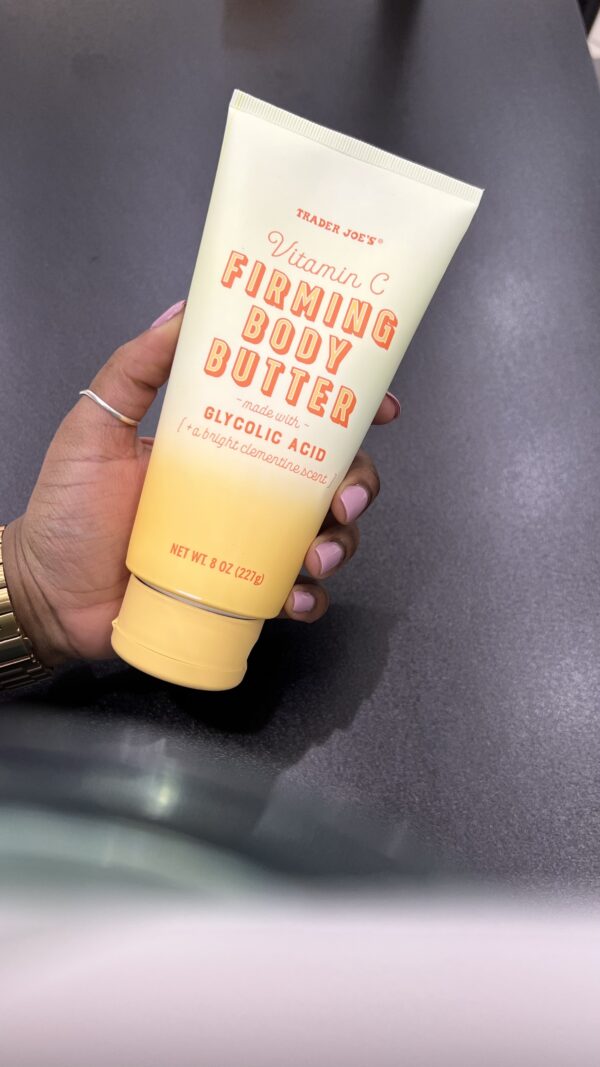 TRADER JOE'S®
Vitamin C
FIRMING
BODY
BUTTER
- made with -
GLYCOLIC ACID
[ + a bright clementine scent ]
NET WT. 8 OZ (227g)